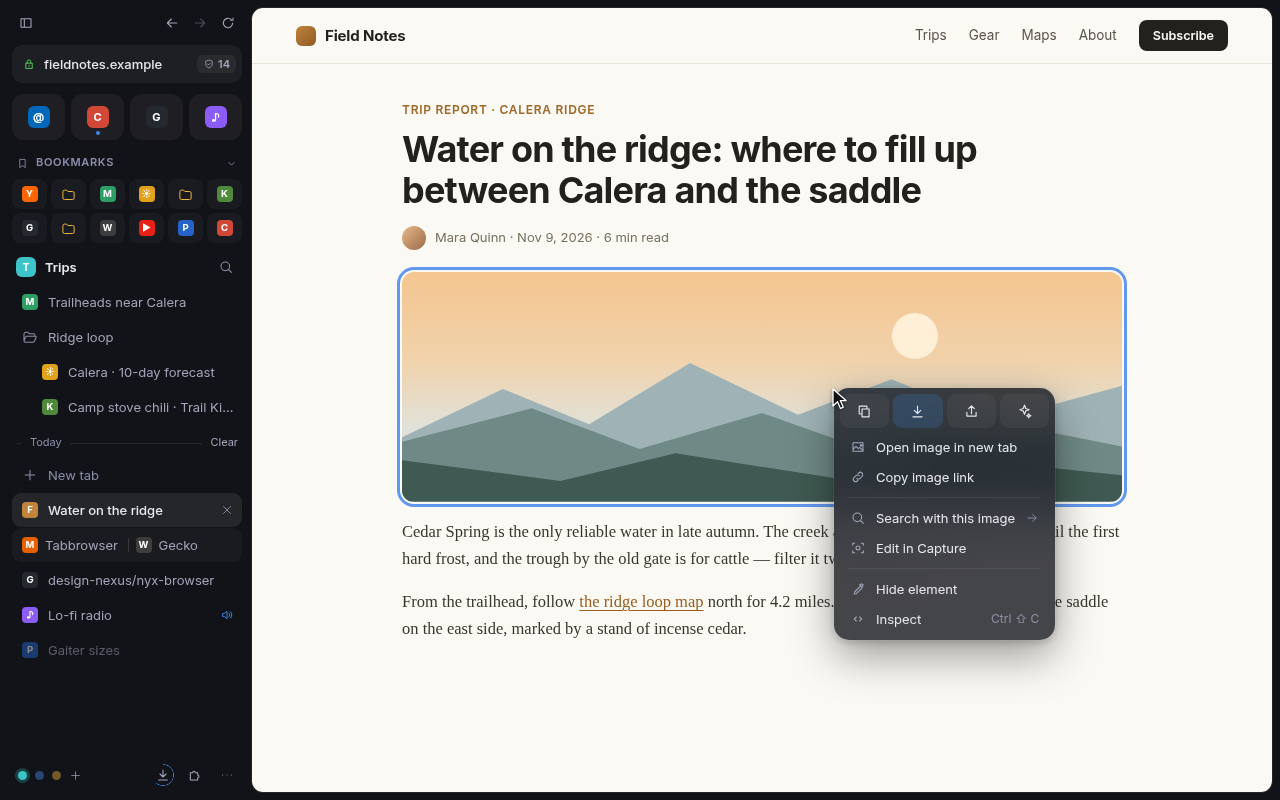 fieldnotes.example
14
@
C
G
BOOKMARKS
Y
M
K
G
W
P
C
T
Trips
M
Trailheads near Calera
Ridge loop
Calera · 10-day forecast
K
Camp stove chili · Trail Ki...
Today
Clear
New tab
F
Water on the ridge
M
Tabbrowser
W
Gecko
G
design-nexus/nyx-browser
Lo-fi radio
P
Gaiter sizes
Field Notes
Trips
Gear
Maps
About
Subscribe
TRIP REPORT · CALERA RIDGE
Water on the ridge: where to fill up
between Calera and the saddle
Mara Quinn · Nov 9, 2026 · 6 min read
Cedar Spring is the only reliable water in late autumn. The creek
il the first
hard frost, and the trough by the old gate is for cattle — filter it
From the trailhead, follow the ridge loop map north for 4.2 miles.
saddle
on the east side, marked by a stand of incense cedar.
Open image in new tab
Copy image link
Search with this image
Edit in Capture
Hide element
Inspect
Ctrl ⇧ C